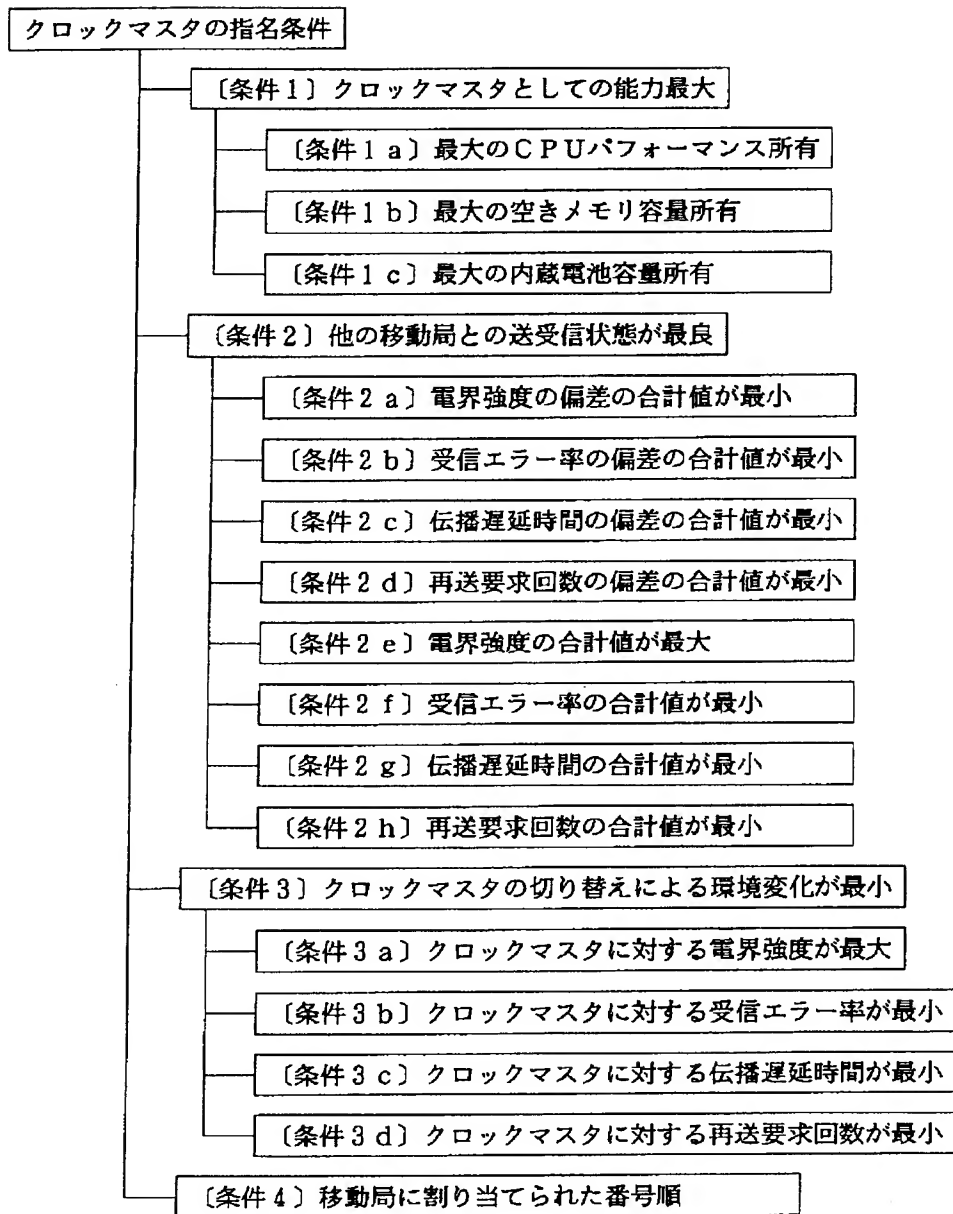 クロックマスタの指名条件
〔条件1〕クロックマスタとしての能力最大
〔条件1a〕最大のCPUパフォーマンス所有
〔条件1b〕最大の空きメモリ容量所有
〔条件1c〕最大の内蔵電池容量所有
〔条件2〕他の移動局との送受信状態が最良
〔条件2a〕電界強度の偏差の合計値が最小
〔条件2b〕受信エラー率の偏差の合計値が最小
〔条件2c〕伝播遅延時間の偏差の合計値が最小
〔条件2d〕再送要求回数の偏差の合計値が最小
〔条件2e〕電界強度の合計値が最大
〔条件2f〕受信エラー率の合計値が最小
〔条件2g〕伝播遅延時間の合計値が最小
〔条件2h〕再送要求回数の合計値が最小
〔条件3〕クロックマスタの切り替えによる環境変化が最小
〔条件3a〕クロックマスタに対する電界強度が最大
〔条件3b〕クロックマスタに対する受信エラー率が最小
〔条件3c〕クロックマスタに対する伝播遅延時間が最小
〔条件3d〕クロックマスタに対する再送要求回数が最小
〔条件4〕移動局に割り当てられた番号順